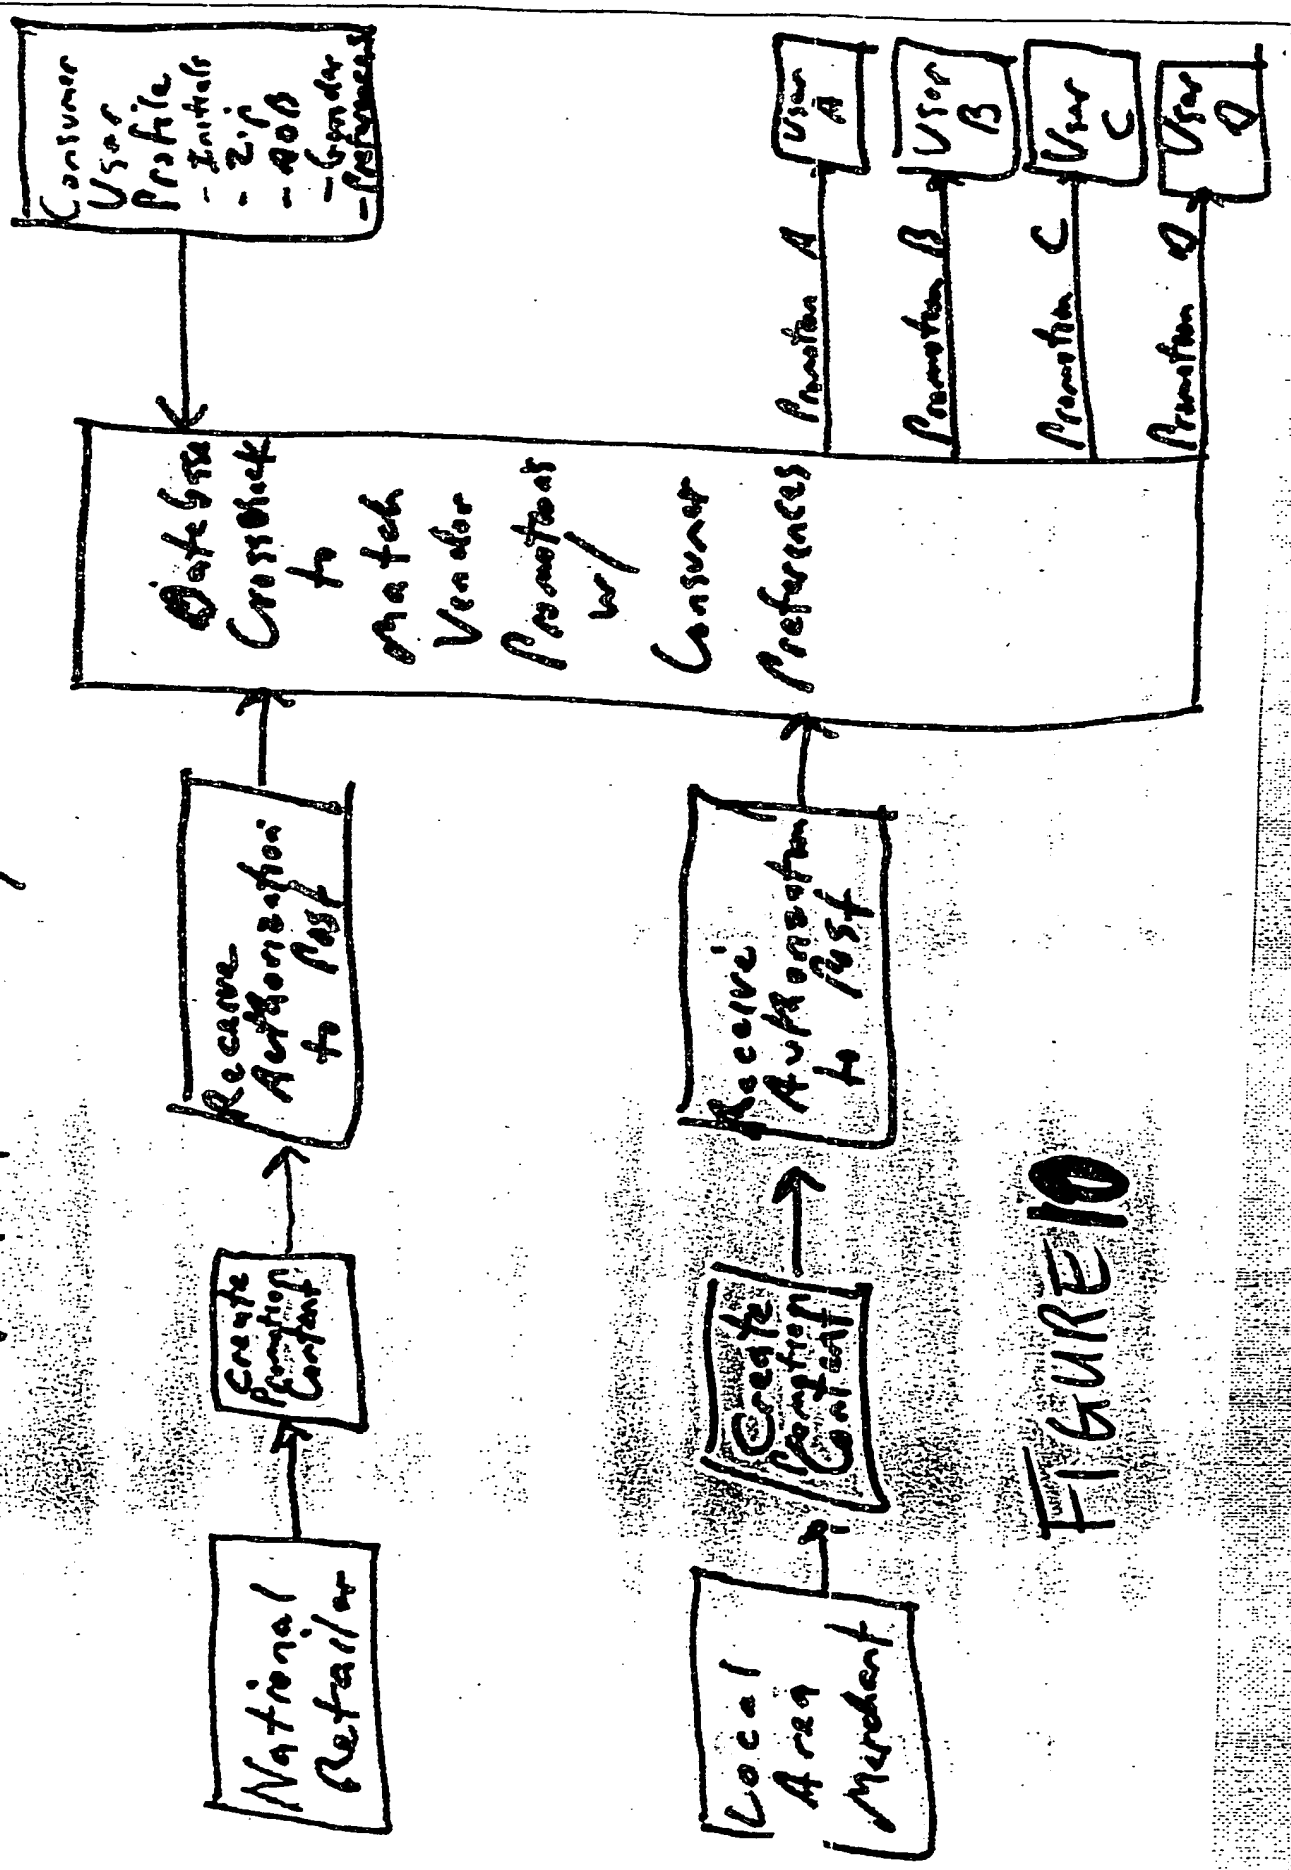 National
Retailer
Create
Promotion
Content
Receive
Authorization
to Post
Local
Area
Merchant
Create
Promotion
Content
Receive
Authorization
to Post
Database
Crosscheck
to
Match
Vendor
Promotions
w/
Consumer
Preferences
Consumer
User
Profile
- Initials
- Zip
- DOB
- Gender
- Preferences
Promotion A
User
A
Promotion B
User
B
Promotion C
User
C
Promotion D
User
D
FIGURE 10